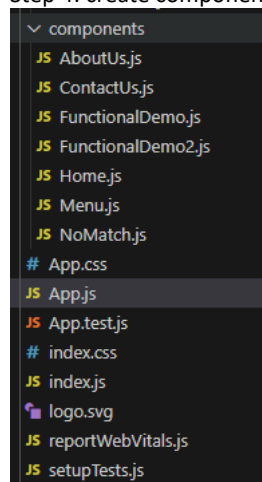 components
JS AboutUs.js
JS ContactUs.js
JS FunctionalDemo.js
JS FunctionalDemo2.js
JS Home.js
JS Menu.js
JS NoMatch.js
# App.css
JS App.js
JS App.test.js
# index.css
JS index.js
logo.svg
JS reportWebVitals.js
JS setupTests.js